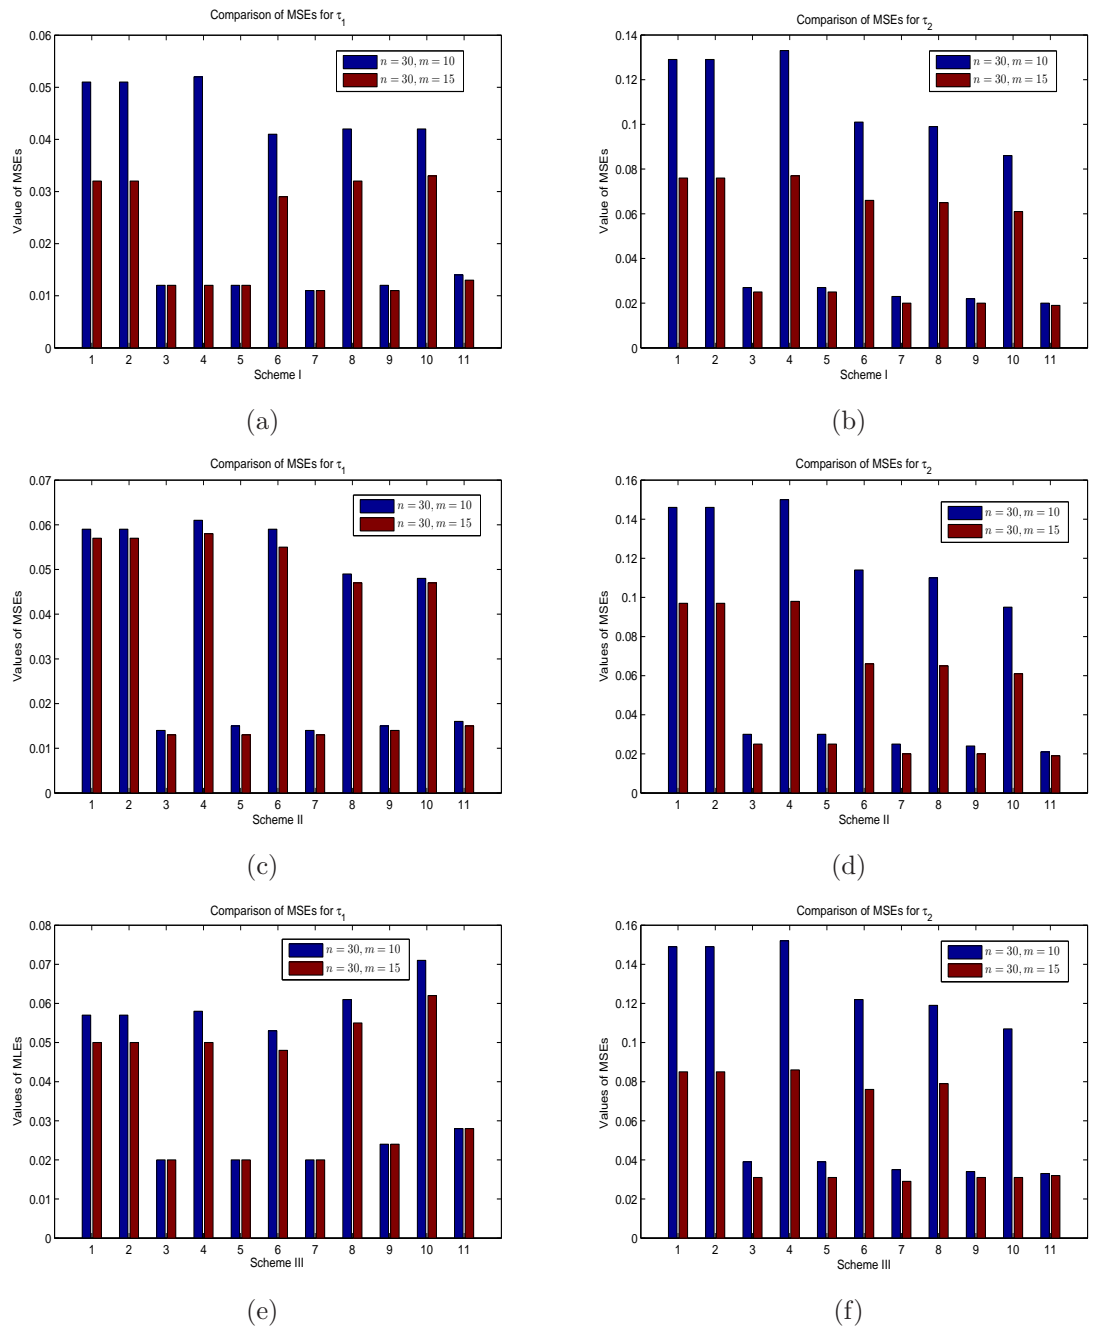 Comparison of MSEs for τ1
0.06
0.05
0.04
0.03
0.02
0.01
0
Value of MSEs
n = 30, m = 10
n = 30, m = 15
1 2 3 4 5 6 7 8 9 10 11
Scheme I
(a)
Comparison of MSEs for τ2
0.14
0.12
0.1
0.08
0.06
0.04
0.02
0
Value of MSEs
n = 30, m = 10
n = 30, m = 15
1 2 3 4 5 6 7 8 9 10 11
Scheme I
(b)
Comparison of MSEs for τ1
0.07
0.06
0.05
0.04
0.03
0.02
0.01
0
Values of MSEs
n = 30, m = 10
n = 30, m = 15
1 2 3 4 5 6 7 8 9 10 11
Scheme II
(c)
Comparison of MSEs for τ2
0.16
0.14
0.12
0.1
0.08
0.06
0.04
0.02
0
Values of MSEs
n = 30, m = 10
n = 30, m = 15
1 2 3 4 5 6 7 8 9 10 11
Scheme II
(d)
Comparison of MSEs for τ1
0.08
0.07
0.06
0.05
0.04
0.03
0.02
0.01
0
Values of MLEs
n = 30, m = 10
n = 30, m = 15
1 2 3 4 5 6 7 8 9 10 11
Scheme III
(e)
Comparison of MSEs for τ2
0.16
0.14
0.12
0.1
0.08
0.06
0.04
0.02
0
Values of MSEs
n = 30, m = 10
n = 30, m = 15
1 2 3 4 5 6 7 8 9 10 11
Scheme III
(f)